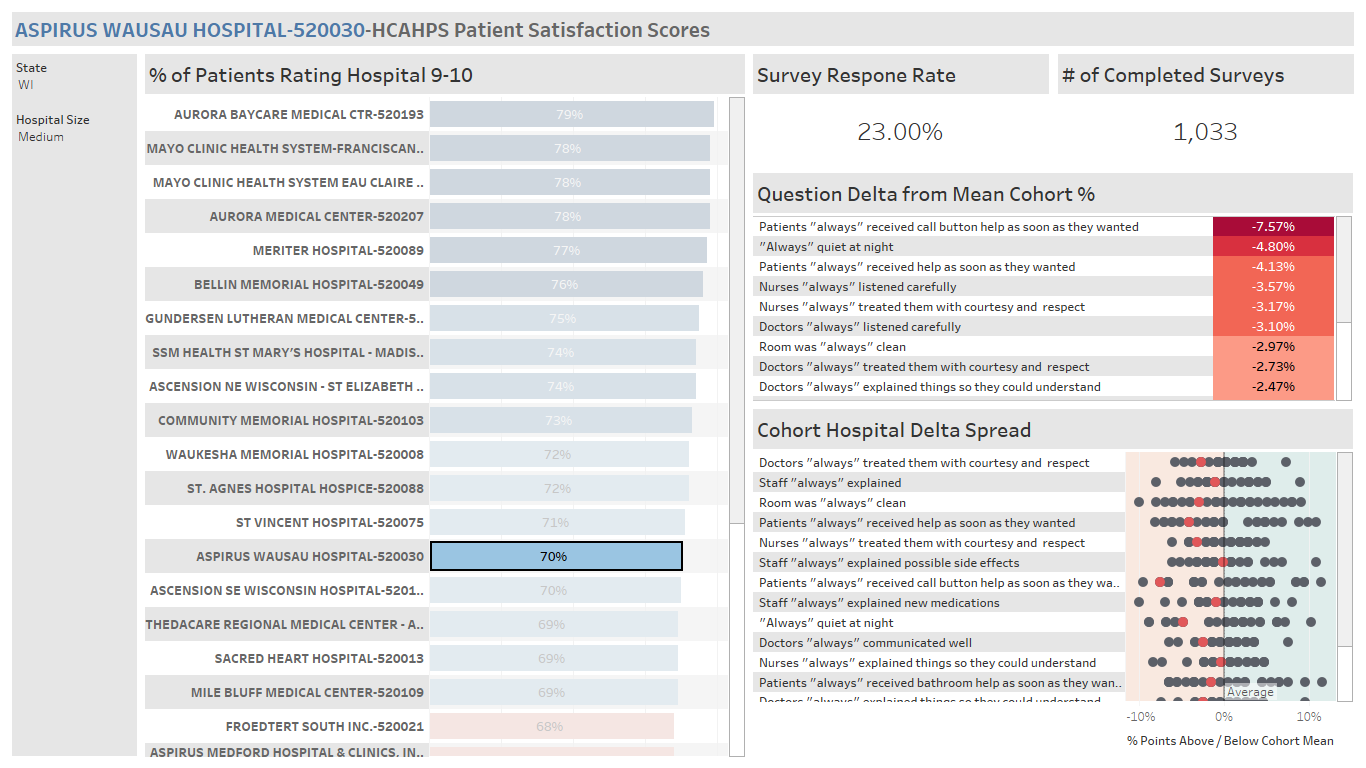 ASPIRUS WAUSAU HOSPITAL-520030-HCAHPS Patient Satisfaction Scores
State
WI
Hospital Size
Medium
% of Patients Rating Hospital 9-10
AURORA BAYCARE MEDICAL CTR-520193 79%
MAYO CLINIC HEALTH SYSTEM-FRANCISCAN.. 78%
MAYO CLINIC HEALTH SYSTEM EAU CLAIRE .. 78%
AURORA MEDICAL CENTER-520207 78%
MERITER HOSPITAL-520089 77%
BELLIN MEMORIAL HOSPITAL-520049 76%
GUNDERSEN LUTHERAN MEDICAL CENTER-5.. 75%
SSM HEALTH ST MARY'S HOSPITAL - MADIS.. 74%
ASCENSION NE WISCONSIN - ST ELIZABETH .. 74%
COMMUNITY MEMORIAL HOSPITAL-520103 73%
WAUKESHA MEMORIAL HOSPITAL-520008 72%
ST. AGNES HOSPITAL HOSPICE-520088 72%
ST VINCENT HOSPITAL-520075 71%
ASPIRUS WAUSAU HOSPITAL-520030 70%
ASCENSION SE WISCONSIN HOSPITAL-5201.. 70%
THEDACARE REGIONAL MEDICAL CENTER - A.. 69%
SACRED HEART HOSPITAL-520013 69%
MILE BLUFF MEDICAL CENTER-520109 69%
FROEDTERT SOUTH INC.-520021 68%
ASPIRUS MEDFORD HOSPITAL & CLINICS, IN..
Survey Respone Rate
23.00%
# of Completed Surveys
1,033
Question Delta from Mean Cohort %
Patients "always" received call button help as soon as they wanted -7.57%
"Always" quiet at night -4.80%
Patients "always" received help as soon as they wanted -4.13%
Nurses "always" listened carefully -3.57%
Nurses "always" treated them with courtesy and respect -3.17%
Doctors "always" listened carefully -3.10%
Room was "always" clean -2.97%
Doctors "always" treated them with courtesy and respect -2.73%
Doctors "always" explained things so they could understand -2.47%
Cohort Hospital Delta Spread
Doctors "always" treated them with courtesy and respect
Staff "always" explained
Room was "always" clean
Patients "always" received help as soon as they wanted
Nurses "always" treated them with courtesy and respect
Staff "always" explained possible side effects
Patients "always" received call button help as soon as they wa..
Staff "always" explained new medications
"Always" quiet at night
Doctors "always" communicated well
Nurses "always" explained things so they could understand
Patients "always" received bathroom help as soon as they wan..
Doctors "always" explained things so they could understand
Average
-10% 0% 10%
% Points Above / Below Cohort Mean